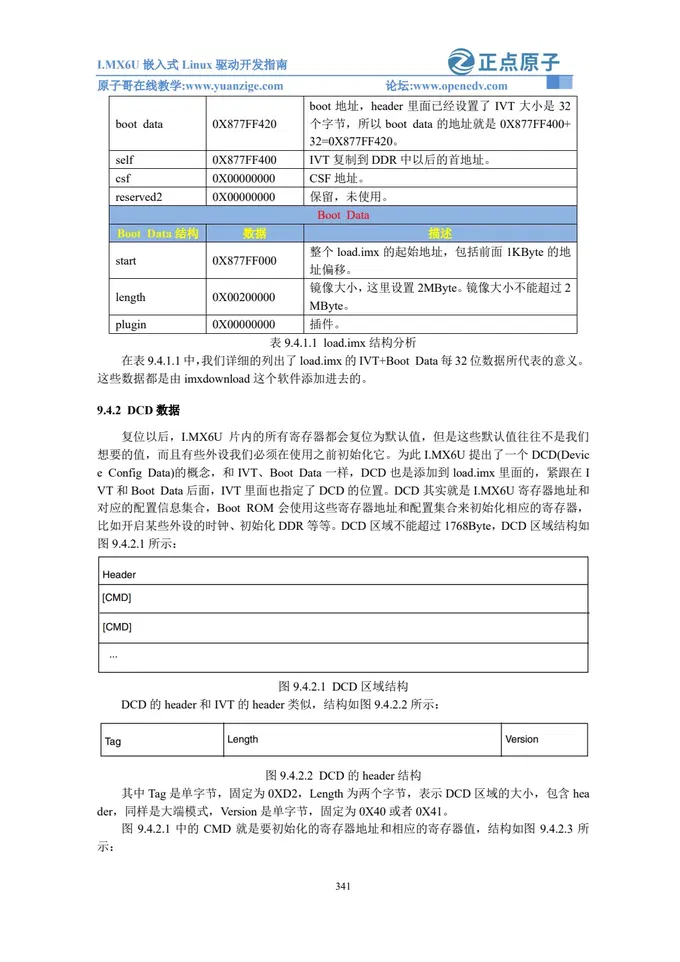 I.MX6U 嵌入式 Linux 驱动开发指南
正点原子
原子哥在线教学:www.yuanzige.com 论坛:www.openedv.com
boot data 0X877FF420 boot 地址，header 里面已经设置了 IVT 大小是 32
个字节，所以 boot data 的地址就是 0X877FF400+
32=0X877FF420。
self 0X877FF400 IVT 复制到 DDR 中以后的首地址。
csf 0X00000000 CSF 地址。
reserved2 0X00000000 保留，未使用。
Boot Data
Boot Data 结构 数据 描述
start 0X877FF000 整个 load.imx 的起始地址，包括前面 1KByte 的地
址偏移。
length 0X00200000 镜像大小，这里设置 2MByte。镜像大小不能超过 2
MByte。
plugin 0X00000000 插件。
表 9.4.1.1 load.imx 结构分析
在表 9.4.1.1 中，我们详细的列出了 load.imx 的 IVT+Boot Data 每 32 位数据所代表的意义。
这些数据都是由 imxdownload 这个软件添加进去的。
9.4.2 DCD 数据
复位以后，I.MX6U 片内的所有寄存器都会复位为默认值，但是这些默认值往往不是我们
想要的值，而且有些外设我们必须在使用之前初始化它。为此 I.MX6U 提出了一个 DCD(Devic
e Config Data)的概念，和 IVT、Boot Data 一样，DCD 也是添加到 load.imx 里面的，紧跟在 I
VT 和 Boot Data 后面，IVT 里面也指定了 DCD 的位置。DCD 其实就是 I.MX6U 寄存器地址和
对应的配置信息集合，Boot ROM 会使用这些寄存器地址和配置集合来初始化相应的寄存器，
比如开启某些外设的时钟、初始化 DDR 等等。DCD 区域不能超过 1768Byte，DCD 区域结构如
图 9.4.2.1 所示：
Header
[CMD]
[CMD]
...
图 9.4.2.1 DCD 区域结构
DCD 的 header 和 IVT 的 header 类似，结构如图 9.4.2.2 所示：
Tag Length Version
图 9.4.2.2 DCD 的 header 结构
其中 Tag 是单字节，固定为 0XD2，Length 为两个字节，表示 DCD 区域的大小，包含 hea
der，同样是大端模式，Version 是单字节，固定为 0X40 或者 0X41。
图 9.4.2.1 中的 CMD 就是要初始化的寄存器地址和相应的寄存器值，结构如图 9.4.2.3 所
示：
341